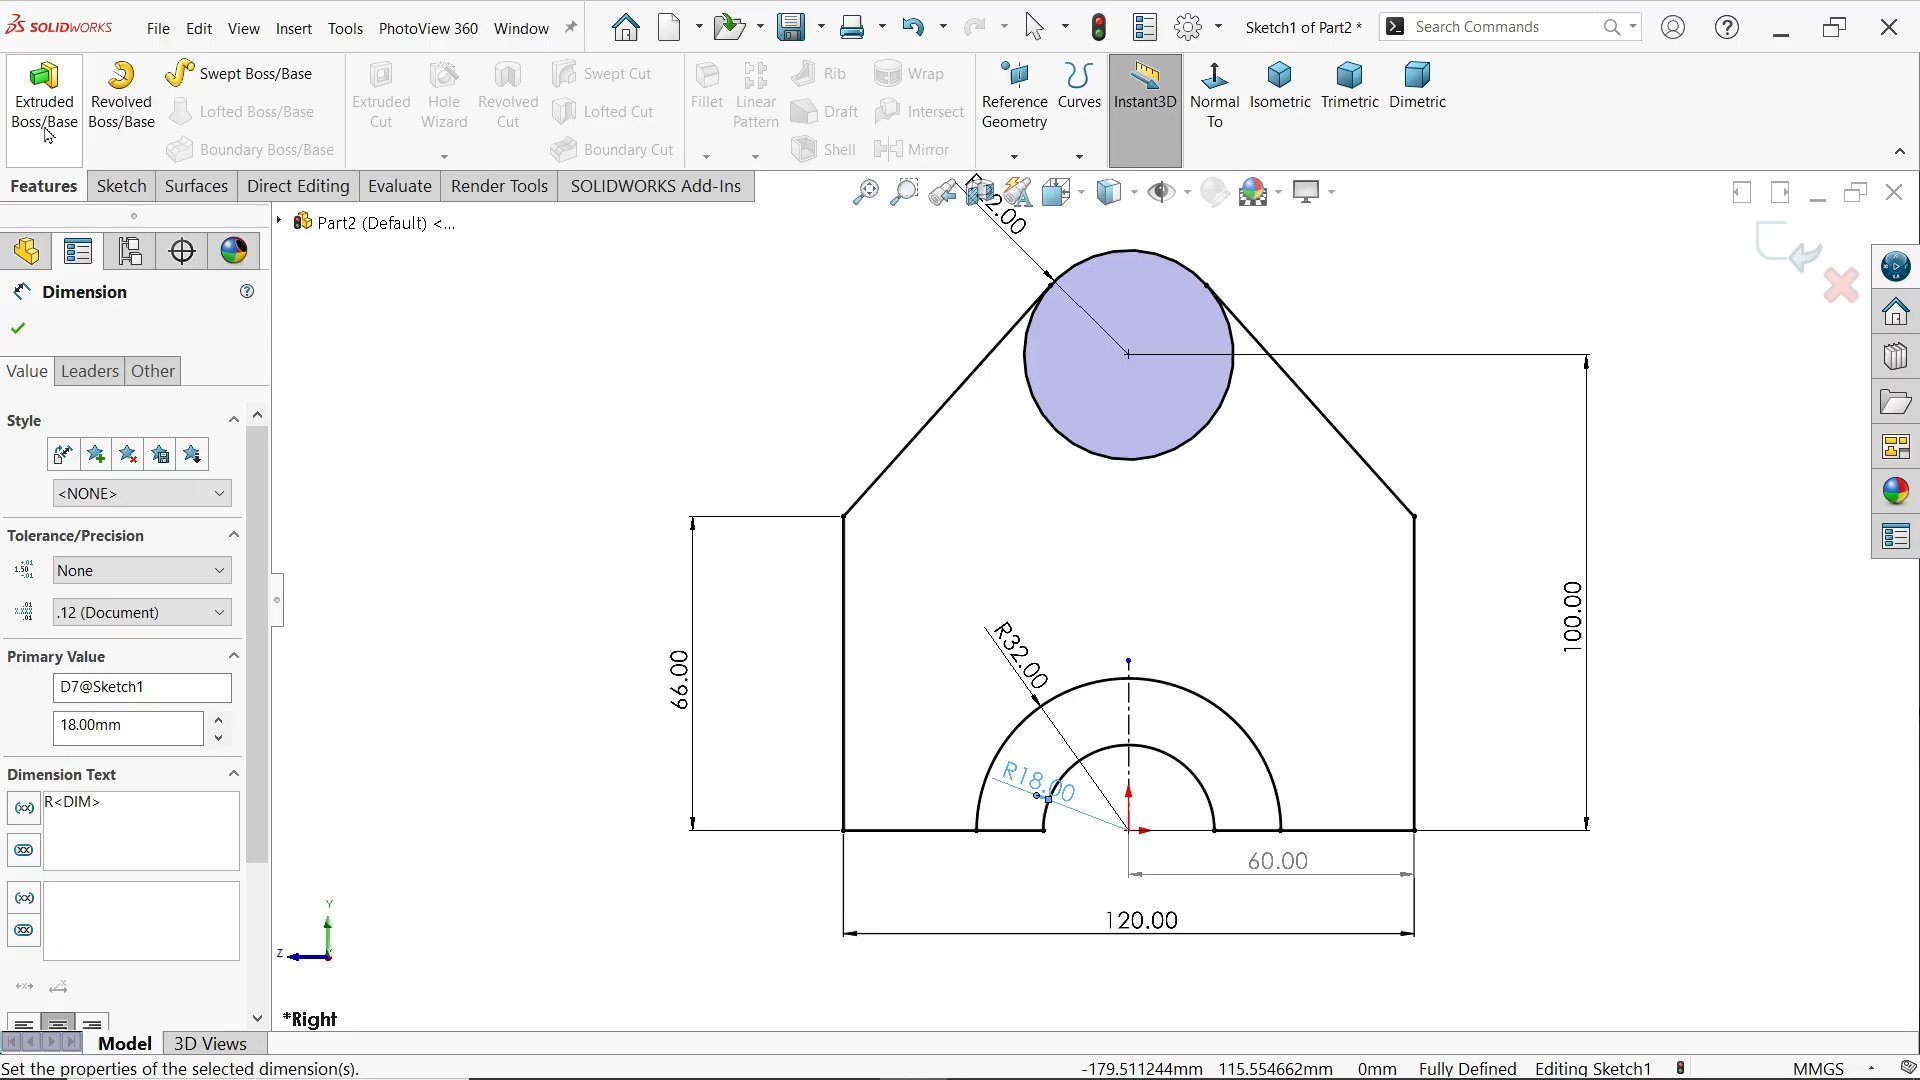 SOLIDWORKS
File Edit View Insert Tools PhotoView 360 Window
Sketch1 of Part2 *
Search Commands
Extruded Boss/Base
Revolved Boss/Base
Swept Boss/Base
Lofted Boss/Base
Boundary Boss/Base
Extruded Cut
Hole Wizard
Revolved Cut
Swept Cut
Lofted Cut
Boundary Cut
Fillet
Linear Pattern
Rib
Draft
Shell
Wrap
Intersect
Mirror
Reference Geometry
Curves
Instant3D
Normal To
Isometric
Trimetric
Dimetric
Features Sketch Surfaces Direct Editing Evaluate Render Tools SOLIDWORKS Add-Ins
Part2 (Default) <...
Dimension
Value Leaders Other
Style
<NONE>
Tolerance/Precision
None
.12 (Document)
Primary Value
D7@Sketch1
18.00mm
Dimension Text
R<DIM>
66.00
R32.00
R18.00
100.00
60.00
120.00
Y
Z
*Right
Model 3D Views
Set the properties of the selected dimension(s).
-179.511244mm 115.554662mm 0mm Fully Defined Editing Sketch1 MMGS